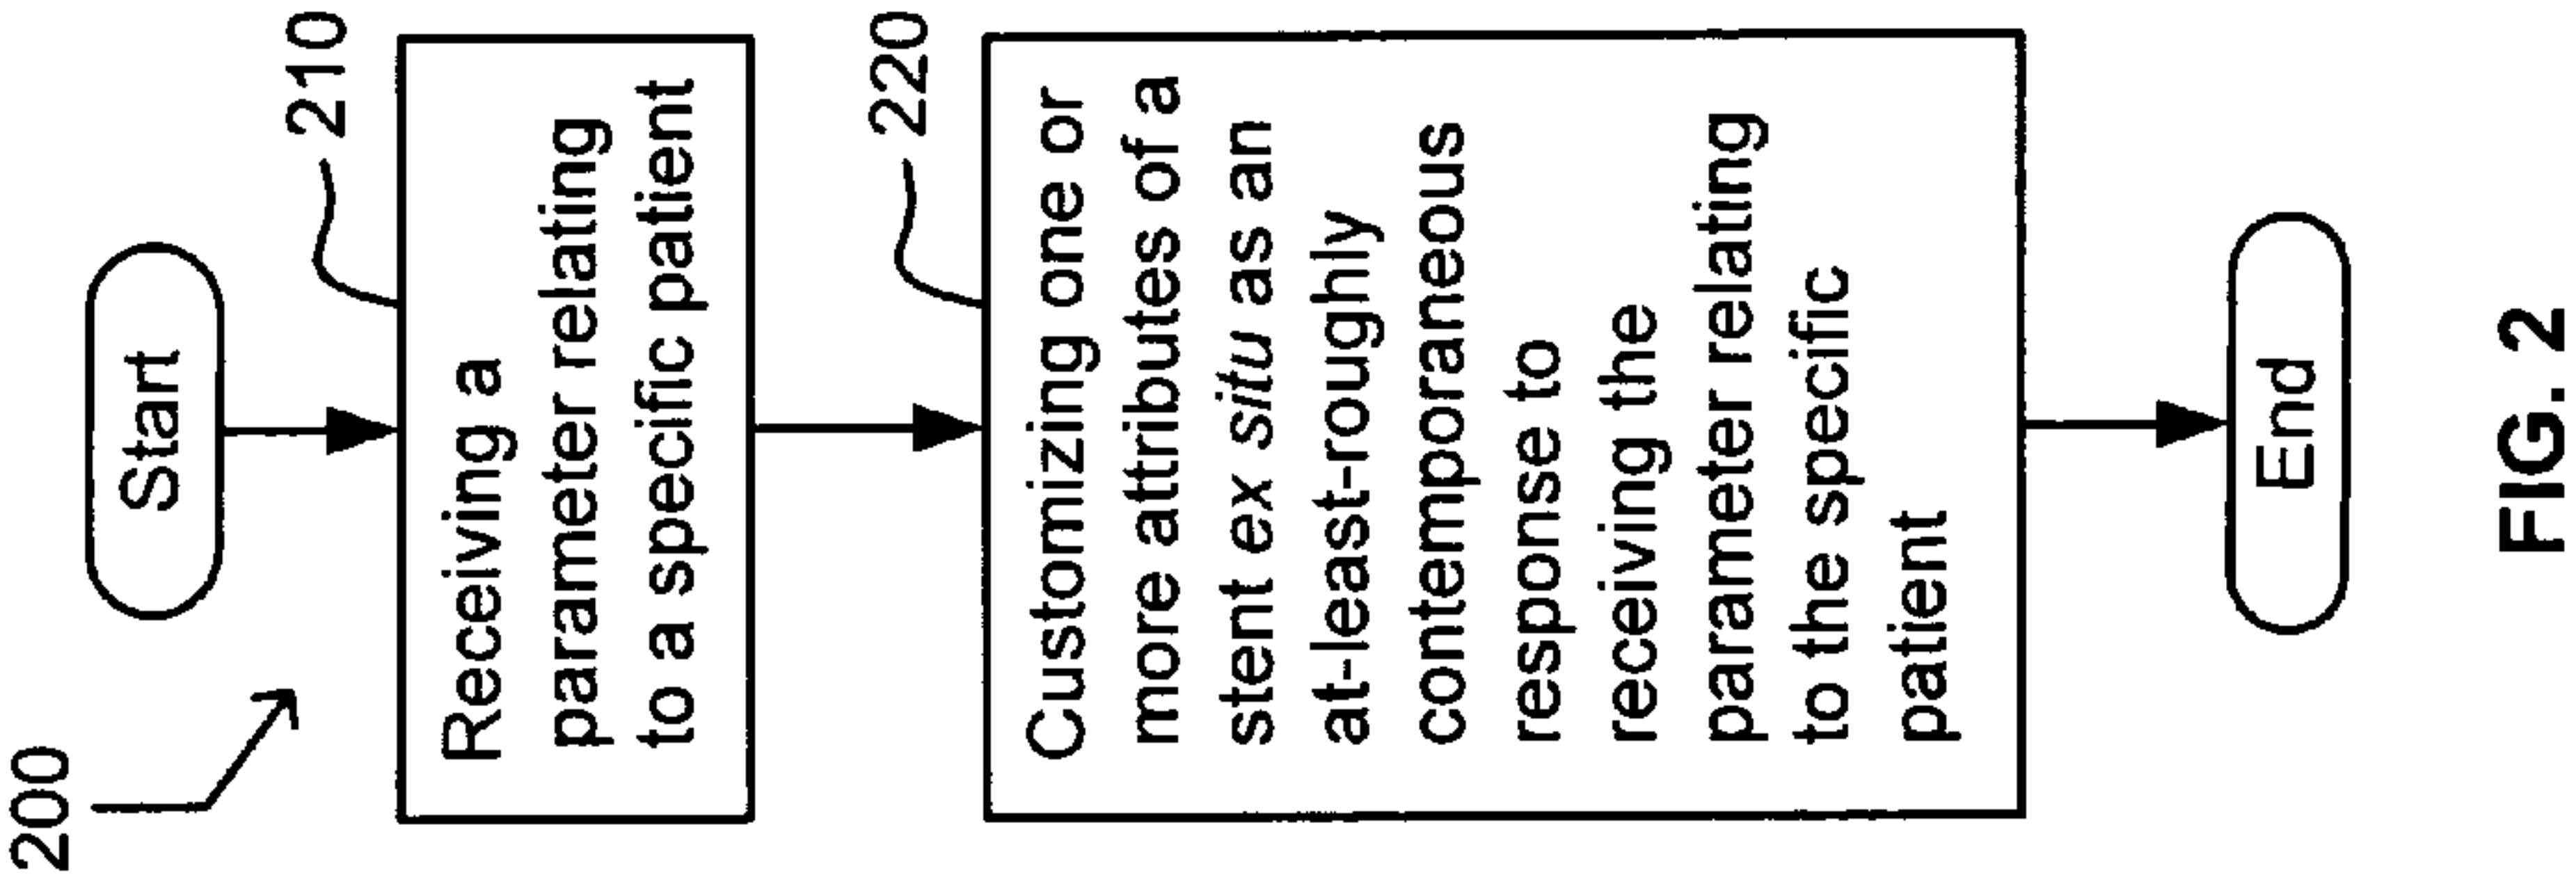 200
Start
210
Receiving a
parameter relating
to a specific patient
220
Customizing one or
more attributes of a
stent ex situ as an
at-least-roughly
contemporaneous
response to
receiving the
parameter relating
to the specific
patient
End
FIG. 2